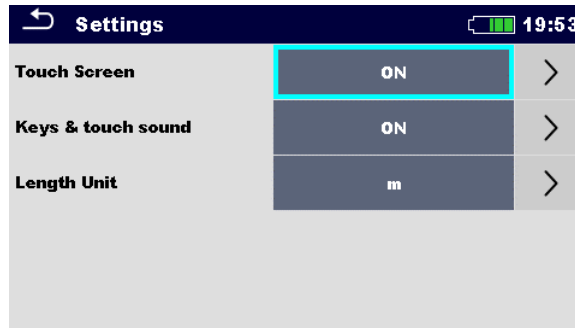 Settings 19:53
Touch Screen ON
Keys & touch sound ON
Length Unit m